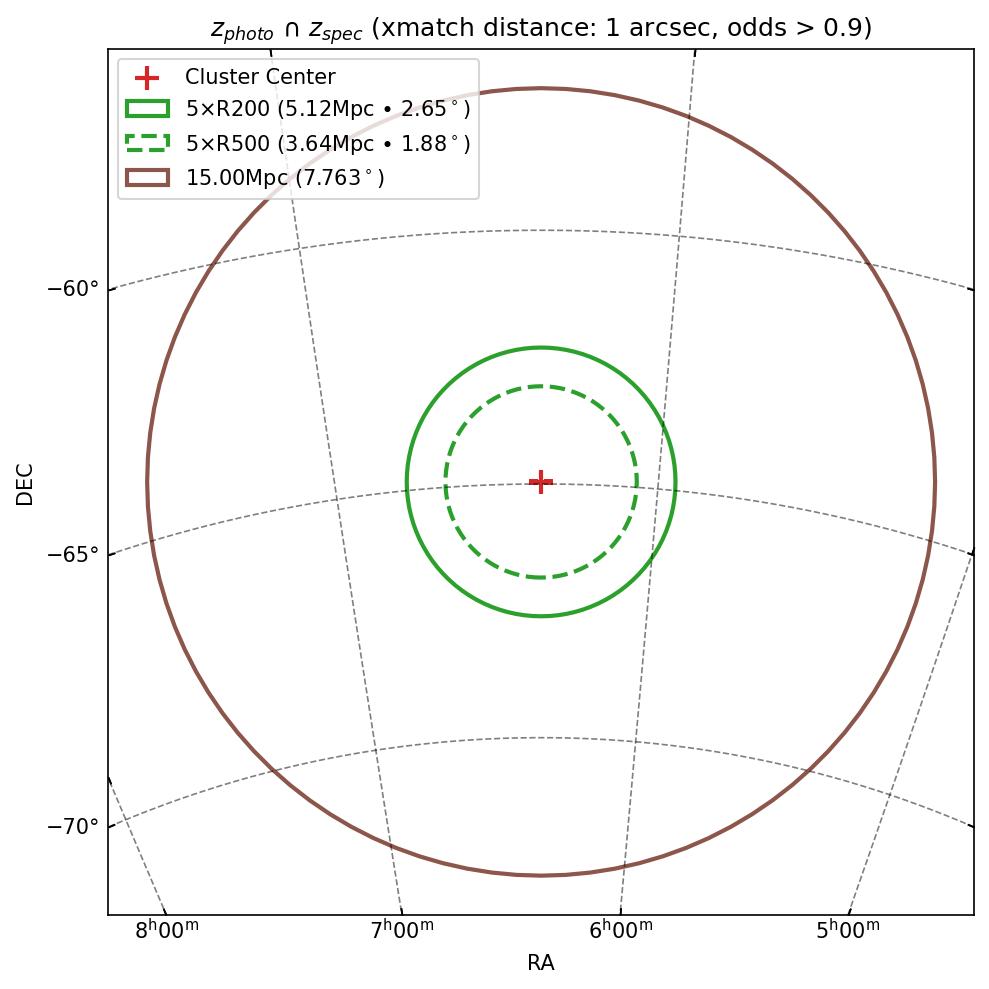 z_photo ∩ z_spec (xmatch distance: 1 arcsec, odds > 0.9)
Cluster Center
5×R200 (5.12Mpc • 2.65°)
5×R500 (3.64Mpc • 1.88°)
15.00Mpc (7.763°)
−60°
−65°
−70°
DEC
8ʰ00ᵐ 7ʰ00ᵐ 6ʰ00ᵐ 5ʰ00ᵐ
RA